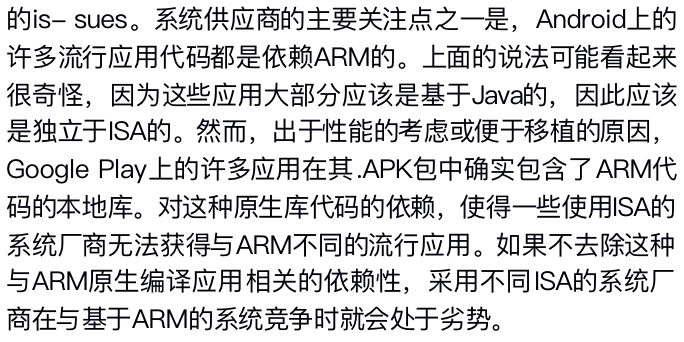 的is– sues。系统供应商的主要关注点之一是，Android上的
许多流行应用代码都是依赖ARM的。上面的说法可能看起来
很奇怪，因为这些应用大部分应该是基于Java的，因此应该
是独立于ISA的。然而，出于性能的考虑或便于移植的原因，
Google Play上的许多应用在其.APK包中确实包含了ARM代
码的本地库。对这种原生库代码的依赖，使得一些使用ISA的
系统厂商无法获得与ARM不同的流行应用。如果不去除这种
与ARM原生编译应用相关的依赖性，采用不同ISA的系统厂
商在与基于ARM的系统竞争时就会处于劣势。